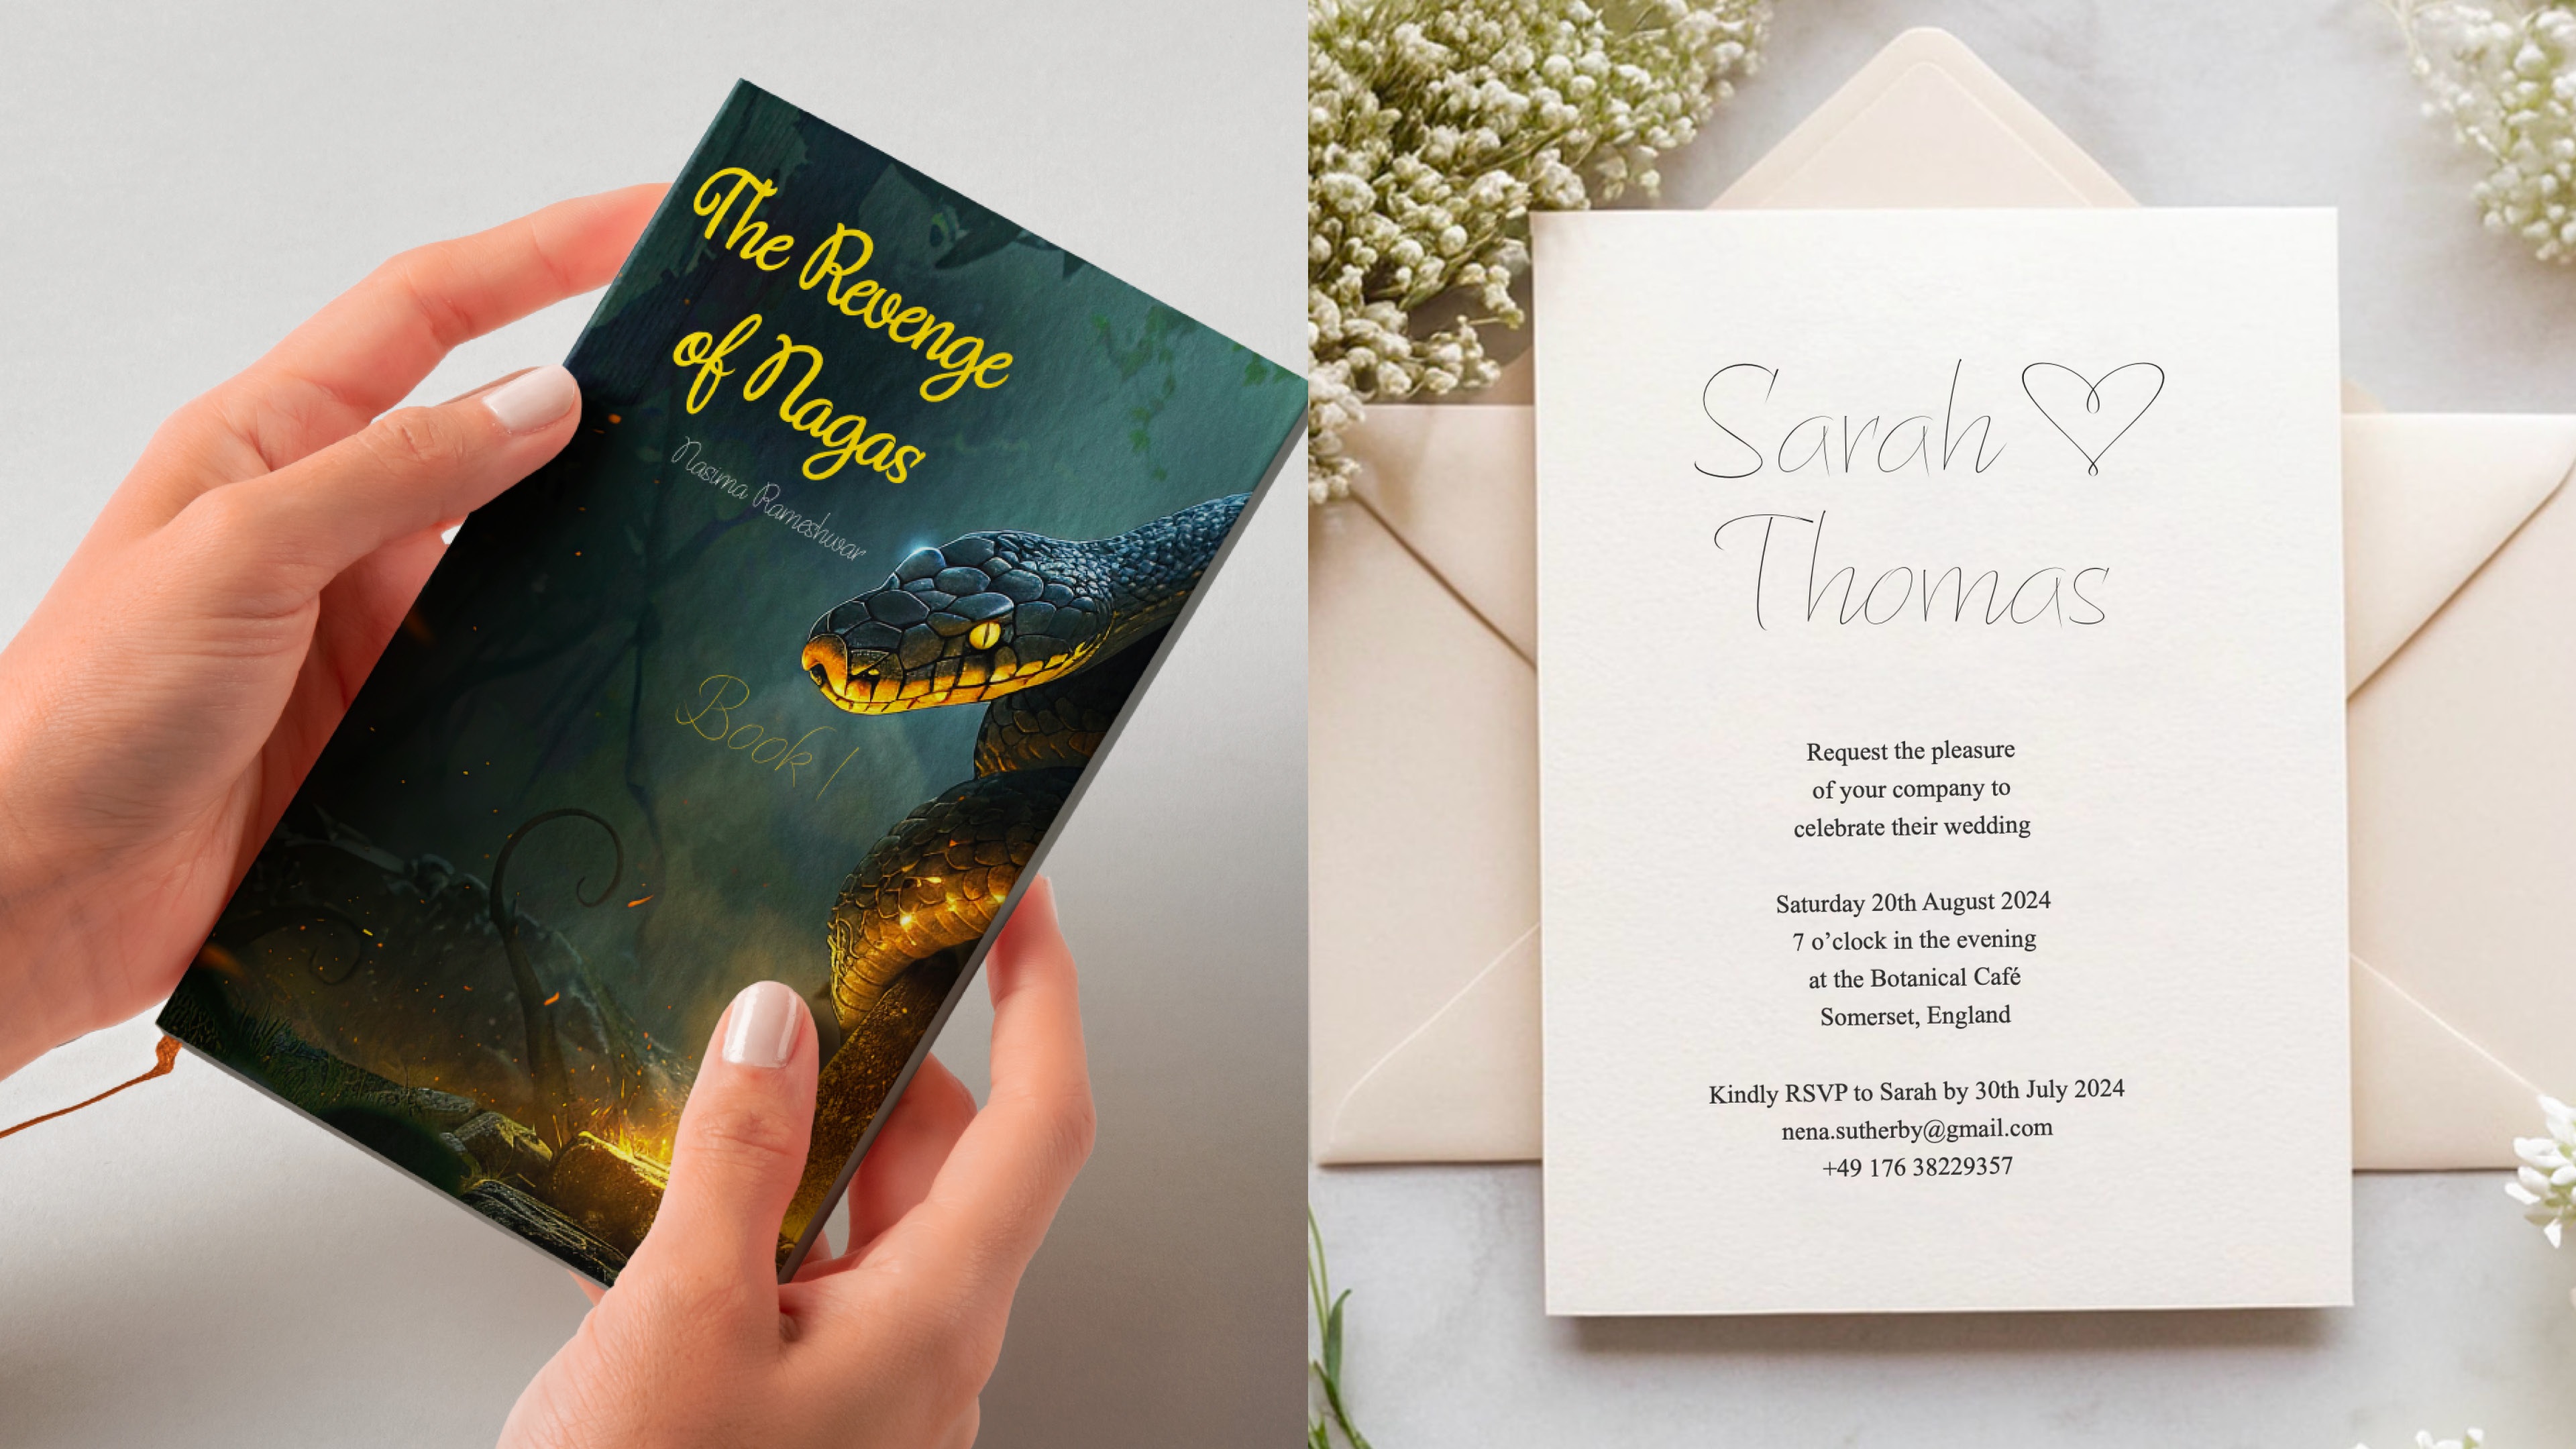 The Revenge
of Nagas
Nasima Rameshwar
Book 1
Sarah
Thomas
Request the pleasure
of your company to
celebrate their wedding
Saturday 20th August 2024
7 o’clock in the evening
at the Botanical Café
Somerset, England
Kindly RSVP to Sarah by 30th July 2024
nena.sutherby@gmail.com
+49 176 38229357